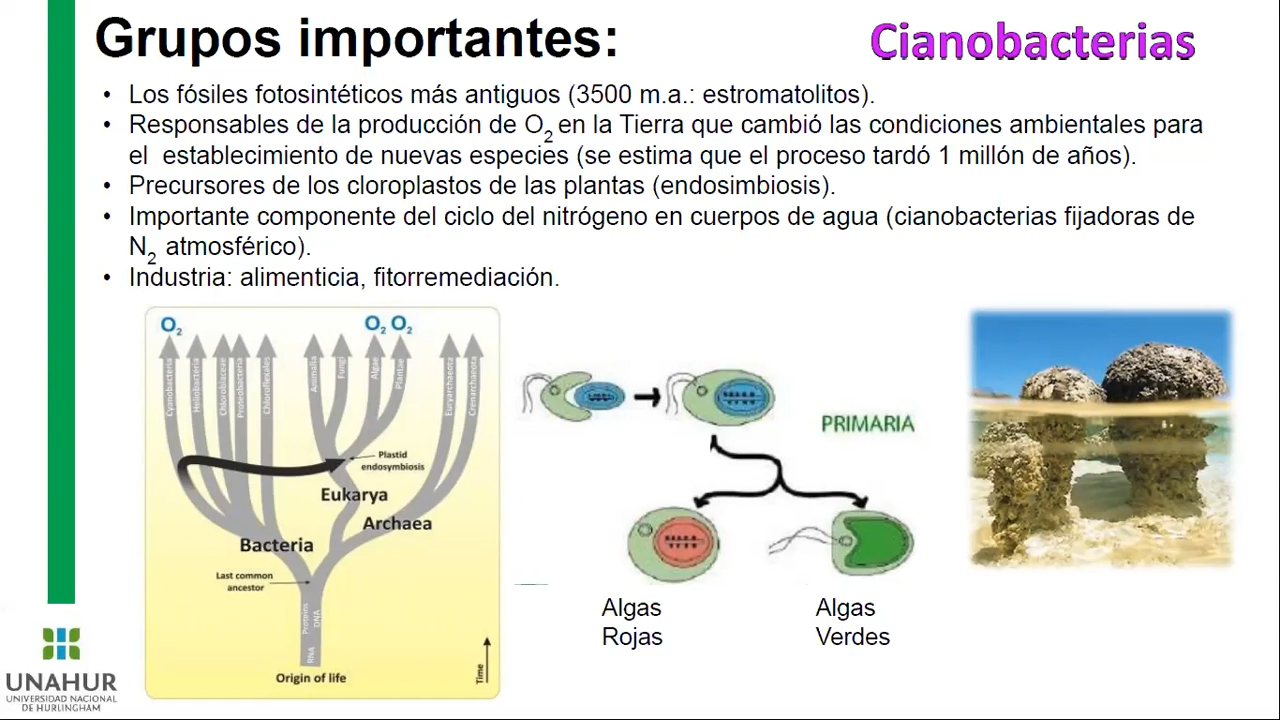 Grupos importantes:
Cianobacterias
• Los fósiles fotosintéticos más antiguos (3500 m.a.: estromatolitos).
• Responsables de la producción de O2 en la Tierra que cambió las condiciones ambientales para
el establecimiento de nuevas especies (se estima que el proceso tardó 1 millón de años).
• Precursores de los cloroplastos de las plantas (endosimbiosis).
• Importante componente del ciclo del nitrógeno en cuerpos de agua (cianobacterias fijadoras de
N2 atmosférico).
• Industria: alimenticia, fitorremediación.
O2
O2 O2
Cyanobacteria
Heliobacteria
Chlorobiaceae
Proteobacteria
Chloroflexales
Animalia
Fungi
Algae
Plantae
Euryarchaeota
Crenarchaeota
Plastid
endosymbiosis
Eukarya
Archaea
Bacteria
Last common
ancestor
Proteins
DNA
RNA
Time
Origin of life
PRIMARIA
Algas
Rojas
Algas
Verdes
UNAHUR
UNIVERSIDAD NACIONAL
DE HURLINGHAM